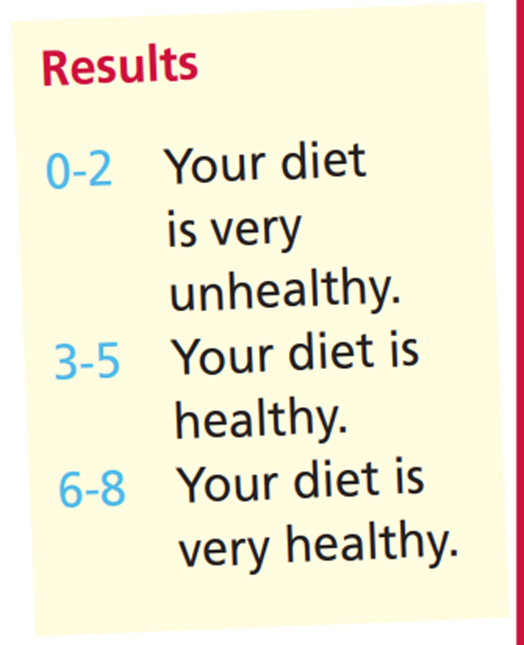 Results
0-2 Your diet
is very
unhealthy.
3-5 Your diet is
healthy.
6-8 Your diet is
very healthy.